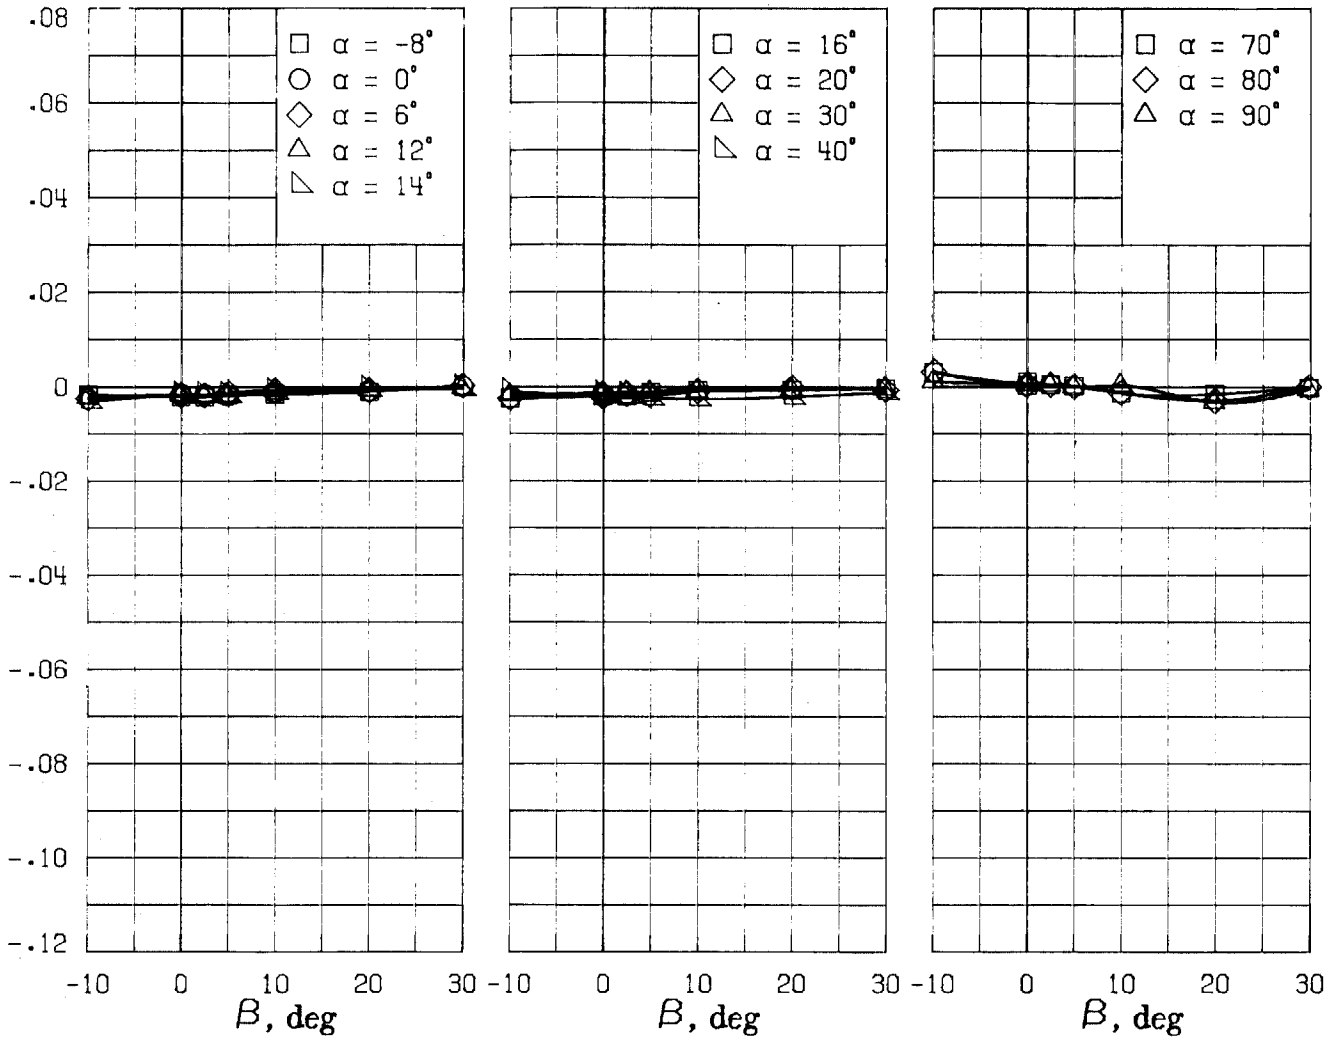 .08
.06
.04
.02
0
-.02
-.04
-.06
-.08
-.10
-.12
α = -8°
α = 0°
α = 6°
α = 12°
α = 14°
-10 0 10 20 30
β, deg
α = 16°
α = 20°
α = 30°
α = 40°
-10 0 10 20 30
β, deg
α = 70°
α = 80°
α = 90°
-10 0 10 20 30
β, deg